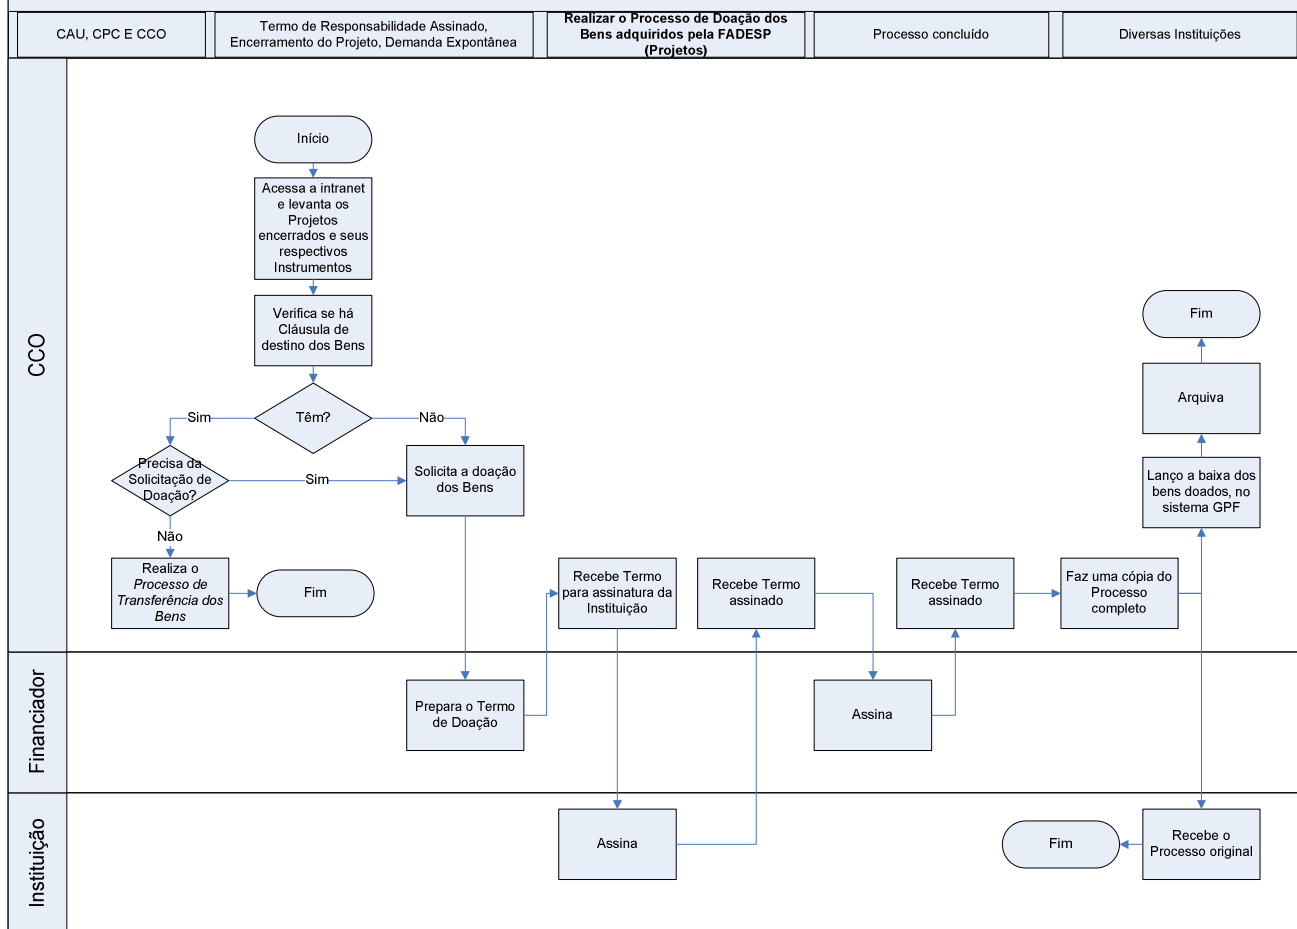 CAU, CPC E CCO
Termo de Responsabilidade Assinado,
Encerramento do Projeto, Demanda Expontânea
Realizar o Processo de Doação dos
Bens adquiridos pela FADESP
(Projetos)
Processo concluído
Diversas Instituições
CCO
Início
Acessa a intranet
e levanta os
Projetos
encerrados e seus
respectivos
Instrumentos
Verifica se há
Cláusula de
destino dos Bens
Têm?
Sim
Não
Precisa da
Solicitação de
Doação?
Sim
Solicita a doação
dos Bens
Não
Realiza o
Processo de
Transferência dos
Bens
Fim
Recebe Termo
para assinatura da
Instituição
Recebe Termo
assinado
Recebe Termo
assinado
Faz uma cópia do
Processo
completo
Lanço a baixa dos
bens doados, no
sistema GPF
Arquiva
Fim
Financiador
Prepara o Termo
de Doação
Assina
Instituição
Assina
Fim
Recebe o
Processo original